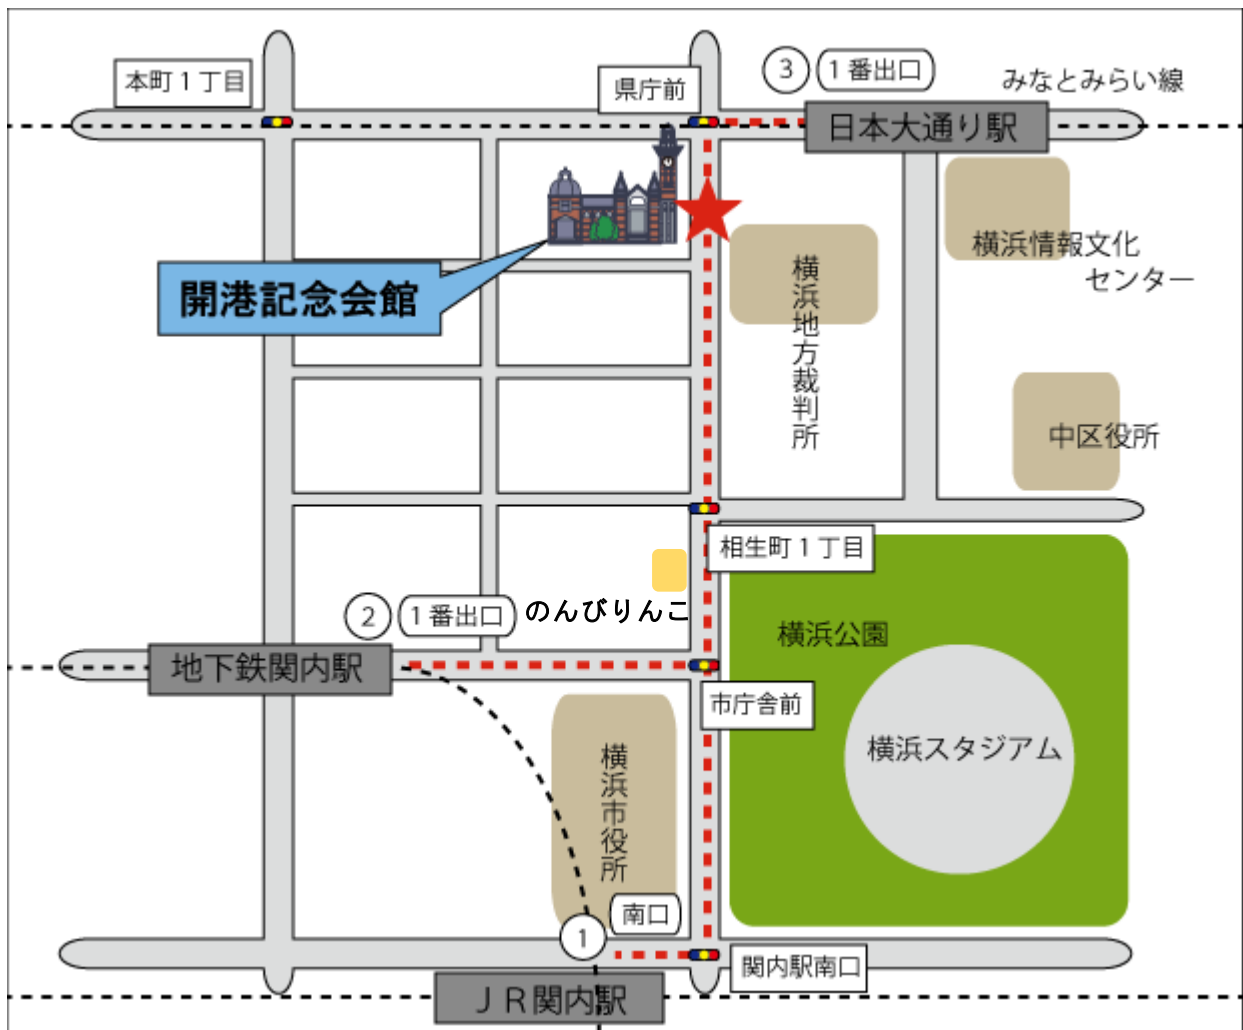 ③ 1番出口
みなとみらい線
本町1丁目
県庁前
日本大通り駅
横浜情報文化
センター
開港記念会館
横浜地方裁判所
中区役所
相生町1丁目
② 1番出口
のんびりんこ
横浜公園
地下鉄関内駅
市庁舎前
横浜スタジアム
横浜市役所
南口
①
関内駅南口
JR関内駅